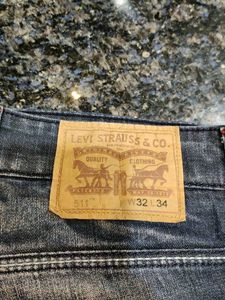 LEVI STRAUSS & CO.
QUALITY CLOTHING
511 W32 L34